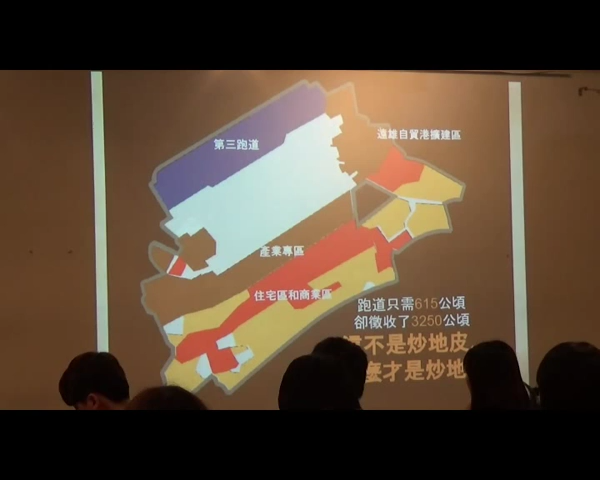 第三跑道
遠雄自貿港擴建區
產業專區
住宅區和商業區
跑道只需615公頃
卻徵收了3250公頃
不是炒地皮
麼才是炒地